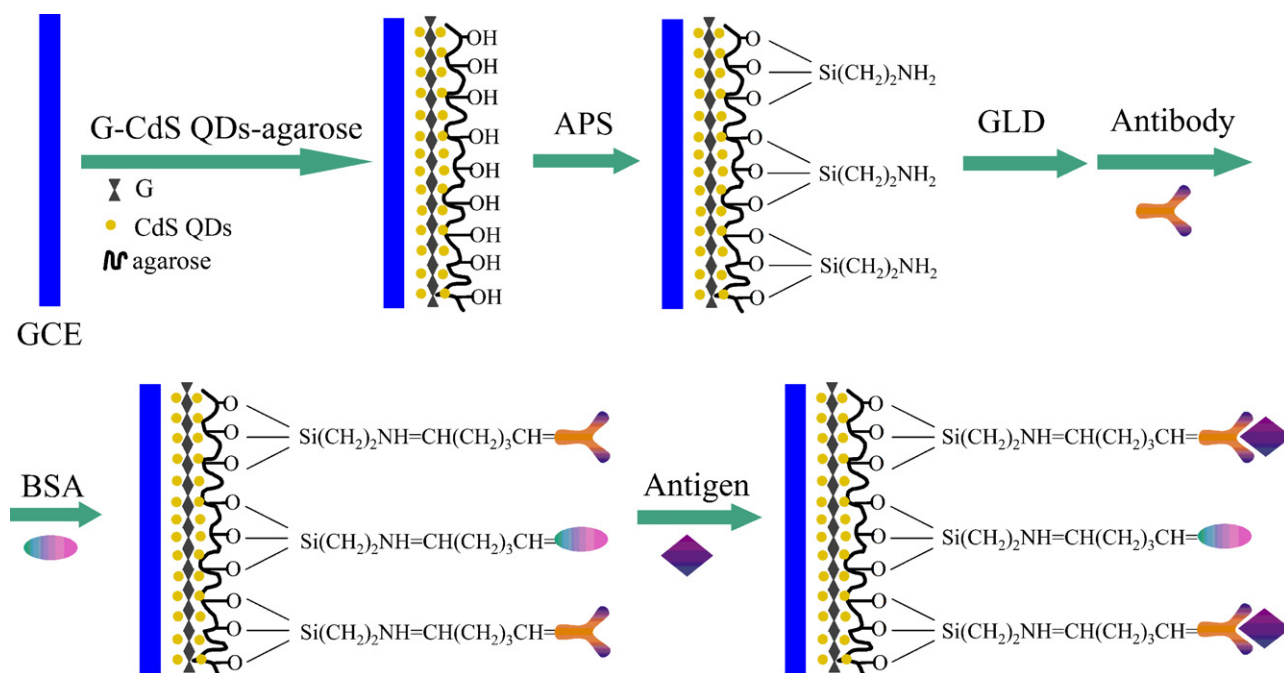 G-CdS QDs-agarose
G
CdS QDs
agarose
GCE
OH
OH
OH
OH
OH
OH
OH
OH
OH
APS
O
O
O
Si(CH₂)₂NH₂
O
O
O
Si(CH₂)₂NH₂
O
O
O
Si(CH₂)₂NH₂
GLD
Antibody
BSA
O
O
O
Si(CH₂)₂NH=CH(CH₂)₃CH=
O
O
O
Si(CH₂)₂NH=CH(CH₂)₃CH=
O
O
O
Si(CH₂)₂NH=CH(CH₂)₃CH=
Antigen
O
O
O
Si(CH₂)₂NH=CH(CH₂)₃CH=
O
O
O
Si(CH₂)₂NH=CH(CH₂)₃CH=
O
O
O
Si(CH₂)₂NH=CH(CH₂)₃CH=